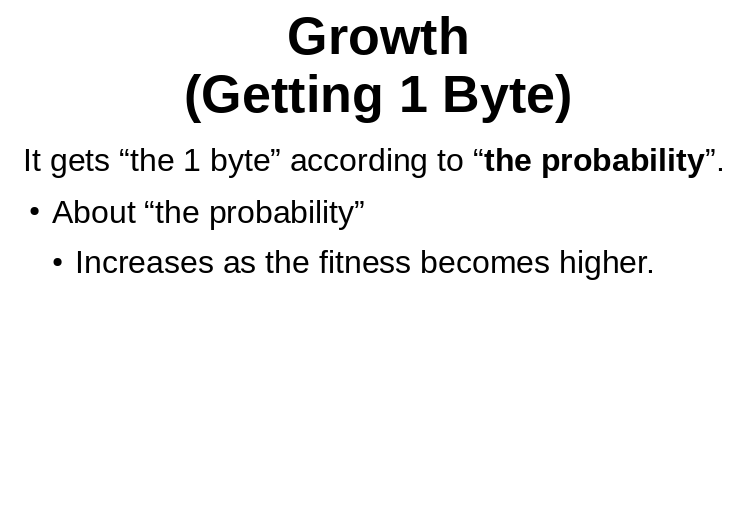 Growth
(Getting 1 Byte)
It gets “the 1 byte” according to “the probability”.
• About “the probability”
• Increases as the fitness becomes higher.